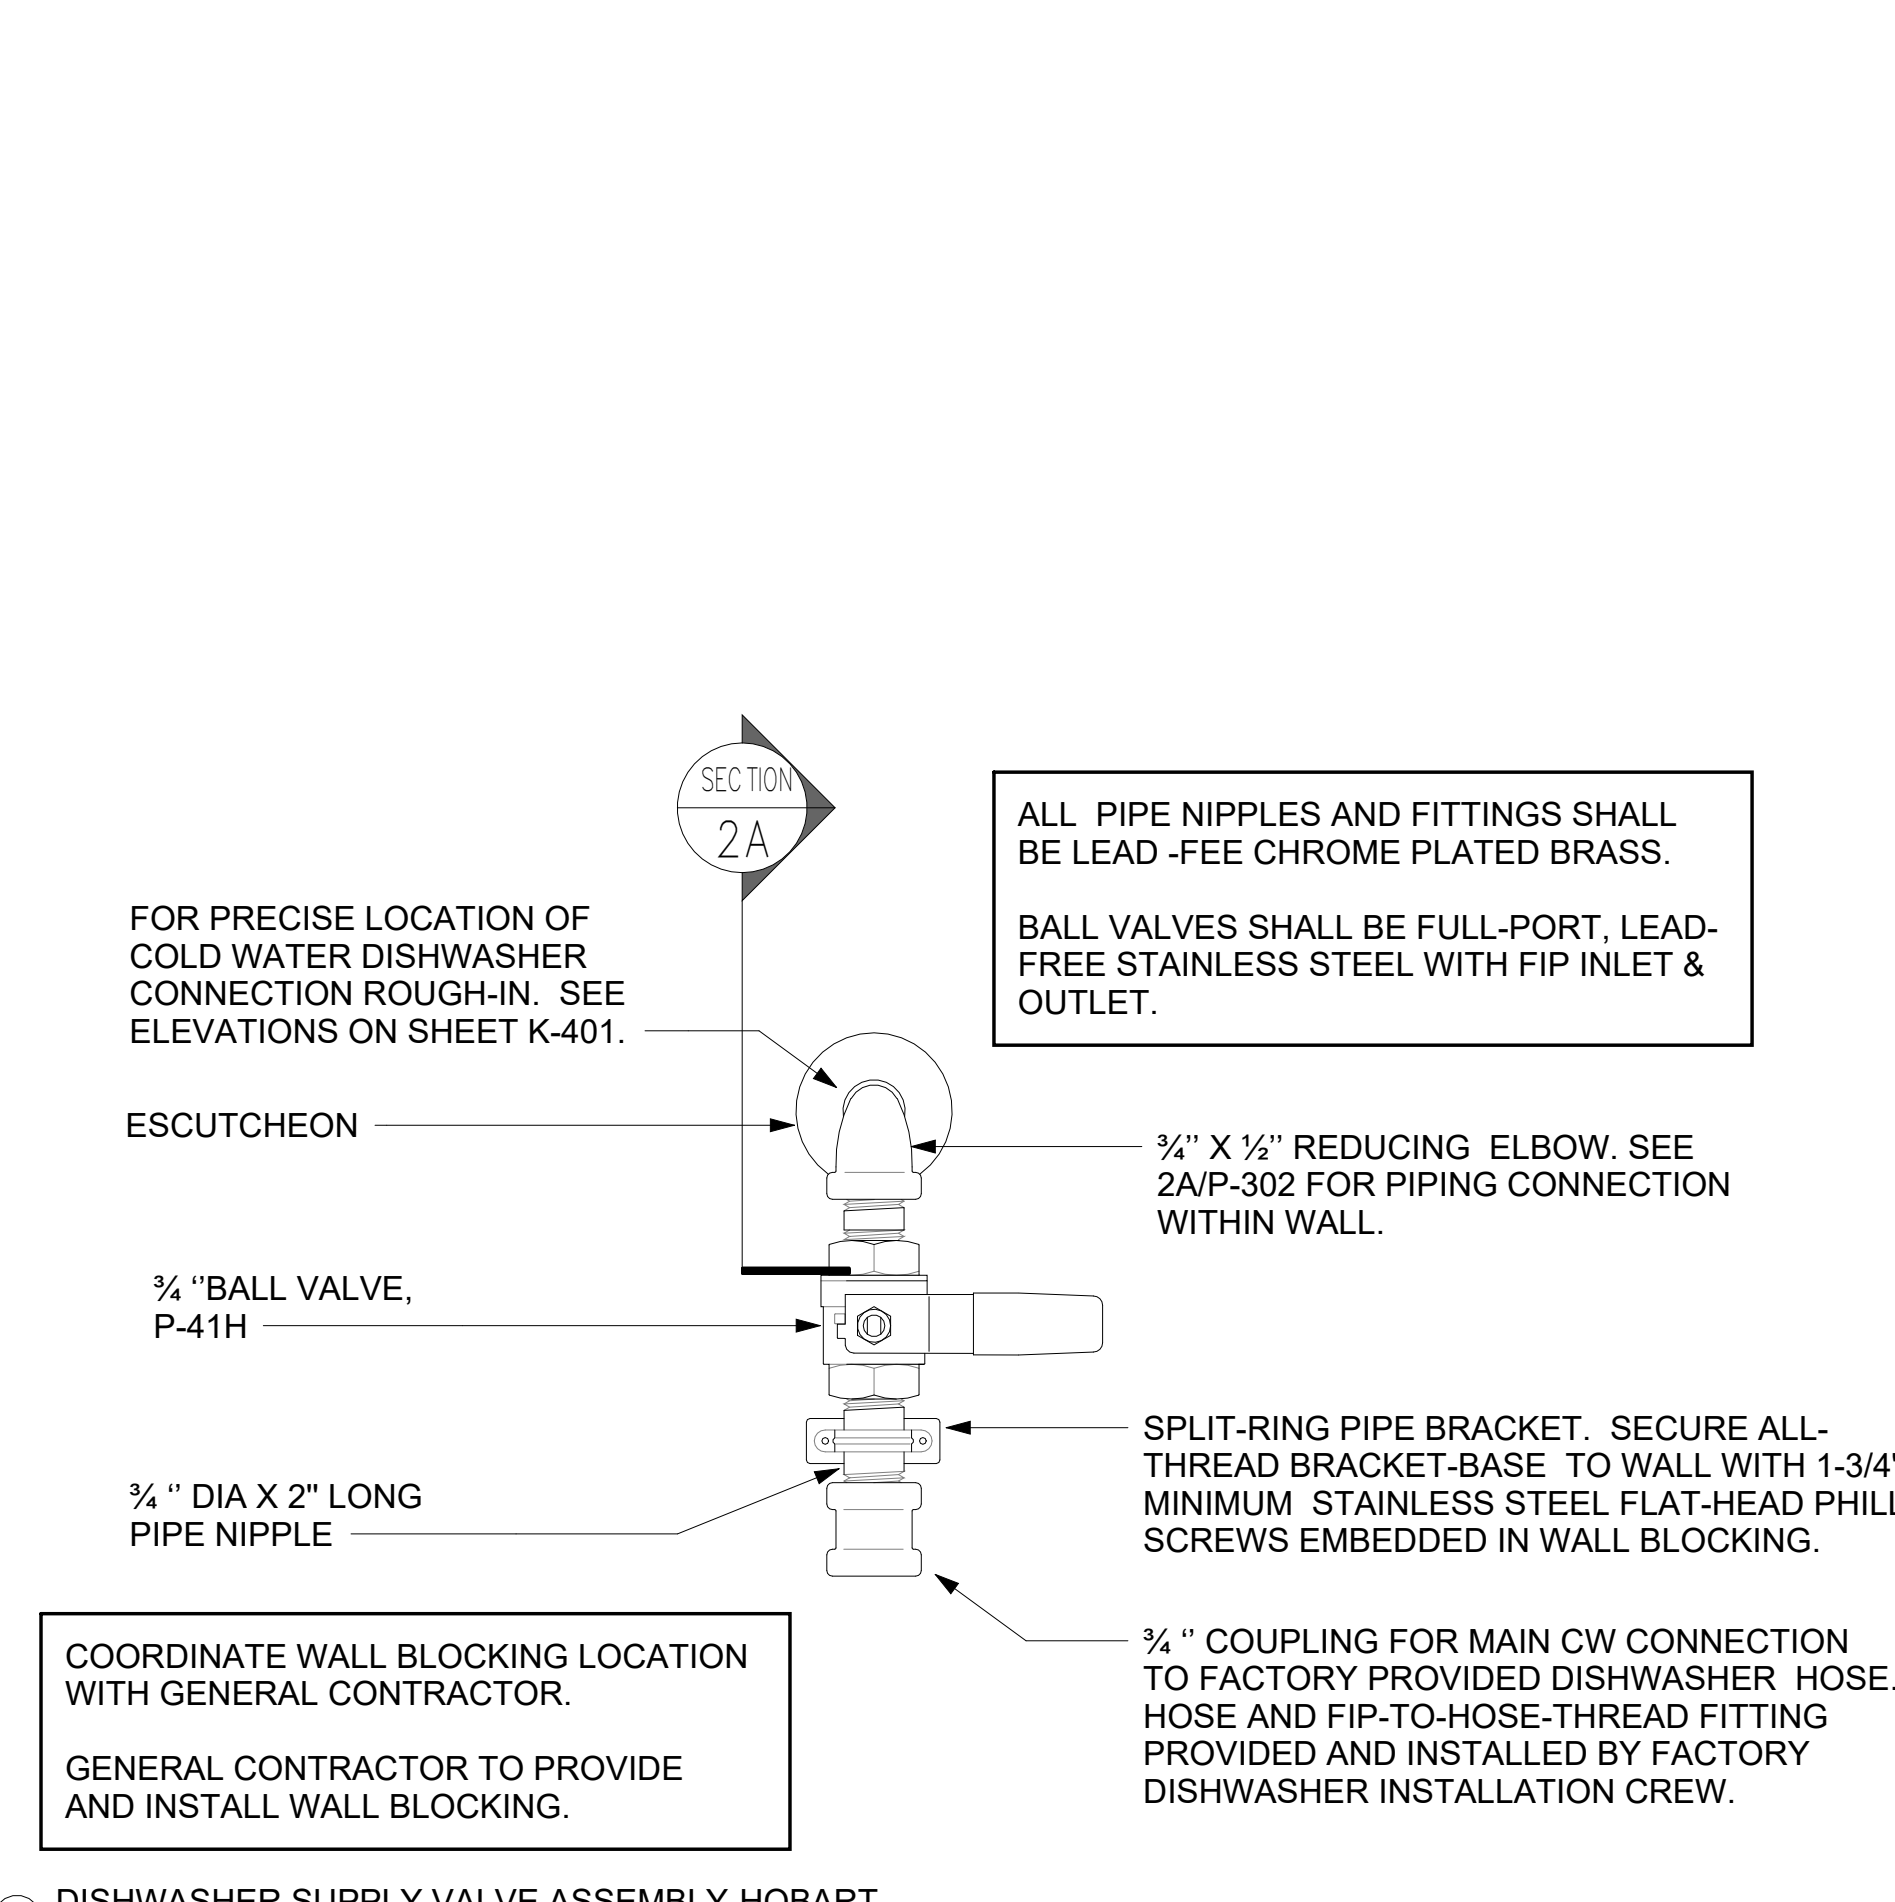 SECTION
2A
ALL PIPE NIPPLES AND FITTINGS SHALL
BE LEAD -FEE CHROME PLATED BRASS.
BALL VALVES SHALL BE FULL-PORT, LEAD-
FREE STAINLESS STEEL WITH FIP INLET &
OUTLET.
FOR PRECISE LOCATION OF
COLD WATER DISHWASHER
CONNECTION ROUGH-IN. SEE
ELEVATIONS ON SHEET K-401.
ESCUTCHEON
¾'' X ½'' REDUCING ELBOW. SEE
2A/P-302 FOR PIPING CONNECTION
WITHIN WALL.
¾ ‘’BALL VALVE,
P-41H
SPLIT-RING PIPE BRACKET. SECURE ALL-
THREAD BRACKET-BASE TO WALL WITH 1-3/4"
MINIMUM STAINLESS STEEL FLAT-HEAD
SCREWS EMBEDDED IN WALL BLOCKING.
¾ ‘’ DIA X 2" LONG
PIPE NIPPLE
¾ ‘’ COUPLING FOR MAIN CW CONNECTION
TO FACTORY PROVIDED DISHWASHER HOSE.
HOSE AND FIP-TO-HOSE-THREAD FITTING
PROVIDED AND INSTALLED BY FACTORY
DISHWASHER INSTALLATION CREW.
COORDINATE WALL BLOCKING LOCATION
WITH GENERAL CONTRACTOR.
GENERAL CONTRACTOR TO PROVIDE
AND INSTALL WALL BLOCKING.
DISHWASHER SUPPLY VALVE ASSEMBLY-HOBART